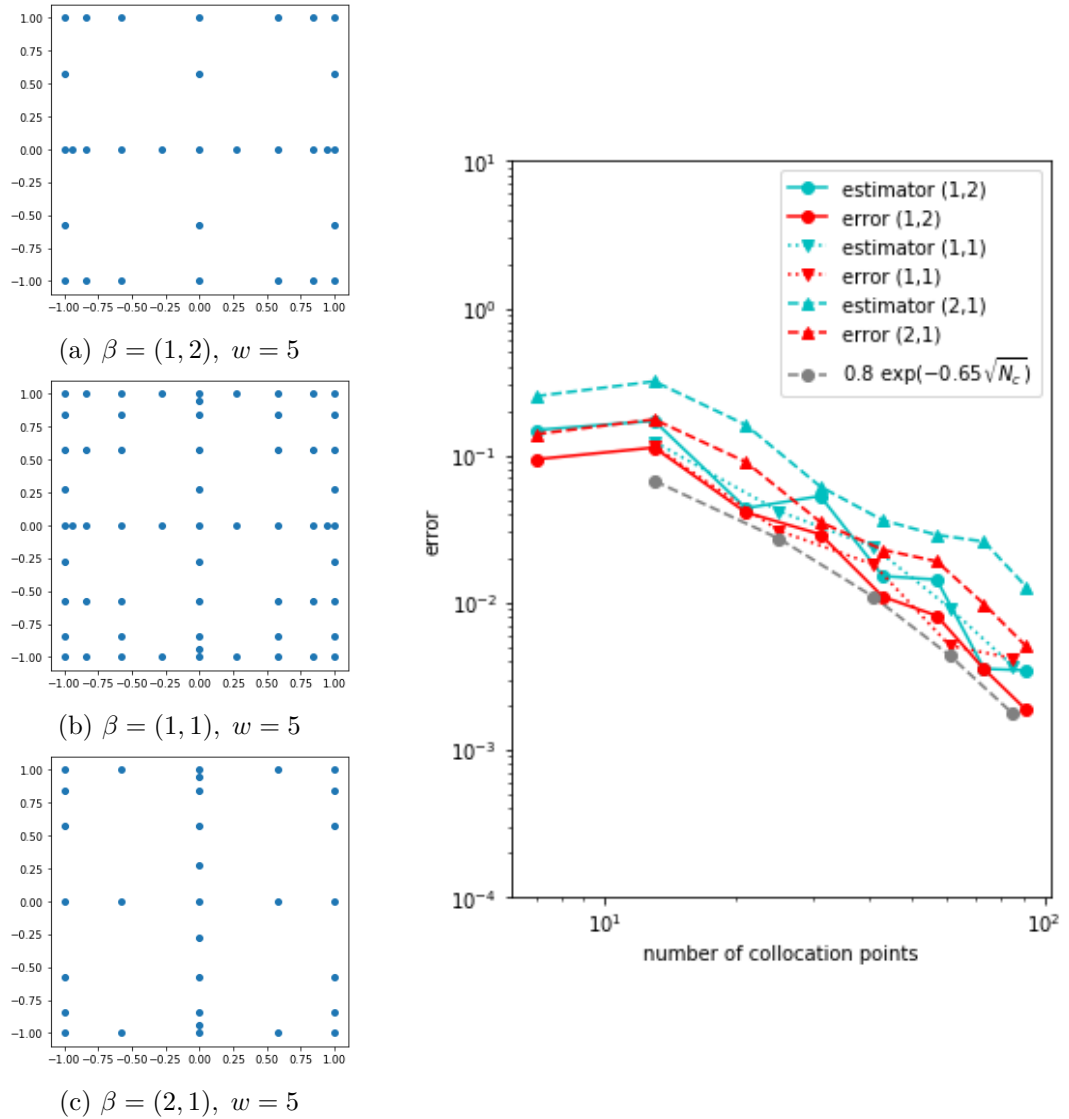 1.00
0.75
0.50
0.25
0.00
−0.25
−0.50
−0.75
−1.00
−1.00 −0.75 −0.50 −0.25 0.00 0.25 0.50 0.75 1.00
(a) β = (1, 2), w = 5
1.00
0.75
0.50
0.25
0.00
−0.25
−0.50
−0.75
−1.00
−1.00 −0.75 −0.50 −0.25 0.00 0.25 0.50 0.75 1.00
(b) β = (1, 1), w = 5
1.00
0.75
0.50
0.25
0.00
−0.25
−0.50
−0.75
−1.00
−1.00 −0.75 −0.50 −0.25 0.00 0.25 0.50 0.75 1.00
(c) β = (2, 1), w = 5
error
10¹
10⁰
10⁻¹
10⁻²
10⁻³
10⁻⁴
estimator (1,2)
error (1,2)
estimator (1,1)
error (1,1)
estimator (2,1)
error (2,1)
0.8 exp(−0.65√N_c)
10¹ 10²
number of collocation points